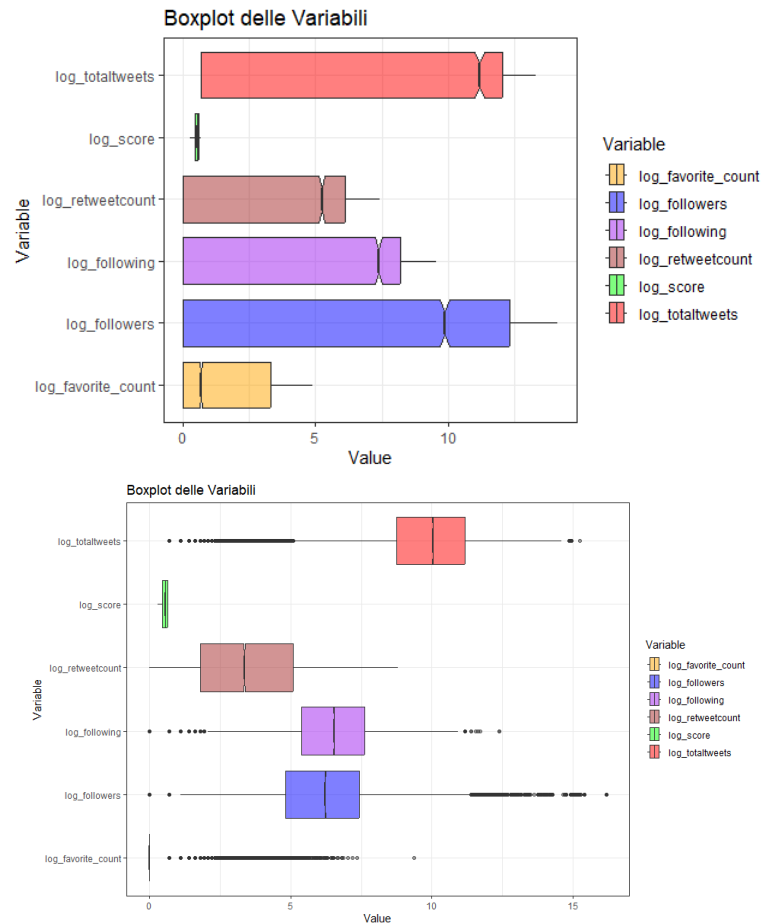 Boxplot delle Variabili
log_totaltweets
log_score
log_retweetcount
log_following
log_followers
log_favorite_count
Variable
0 5 10
Value
Variable
log_favorite_count
log_followers
log_following
log_retweetcount
log_score
log_totaltweets
Boxplot delle Variabili
log_totaltweets
log_score
log_retweetcount
log_following
log_followers
log_favorite_count
Variable
0 5 10 15
Value
Variable
log_favorite_count
log_followers
log_following
log_retweetcount
log_score
log_totaltweets